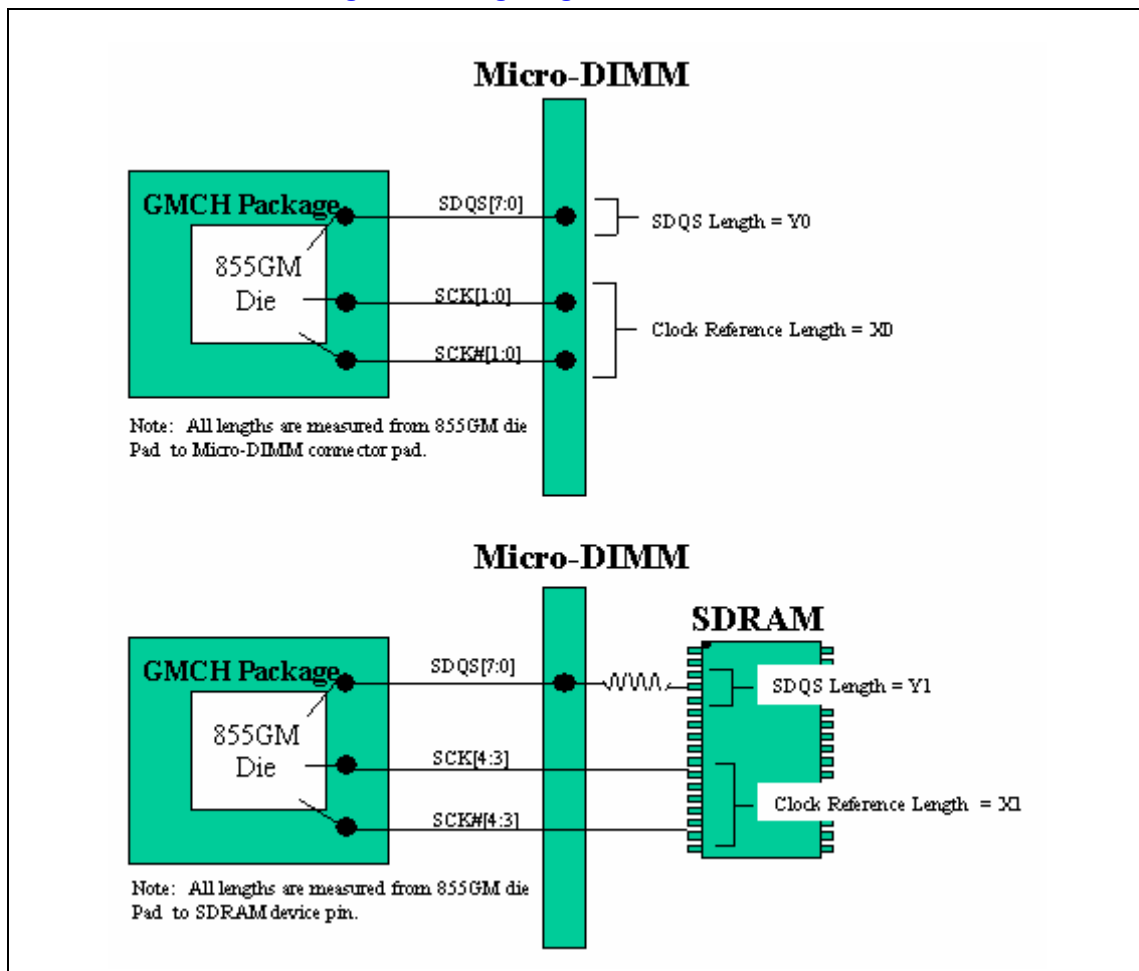 Micro-DIMM
GMCH Package
855GM
Die
SDQS[7:0]
SCK[1:0]
SCK#[1:0]
SDQS Length = Y0
Clock Reference Length = X0
Note: All lengths are measured from 855GM die
Pad to Micro-DIMM connector pad.
Micro-DIMM
SDRAM
GMCH Package
855GM
Die
SDQS[7:0]
SCK[4:3]
SCK#[4:3]
SDQS Length = Y1
Clock Reference Length = X1
Note: All lengths are measured from 855GM die
Pad to SDRAM device pin.